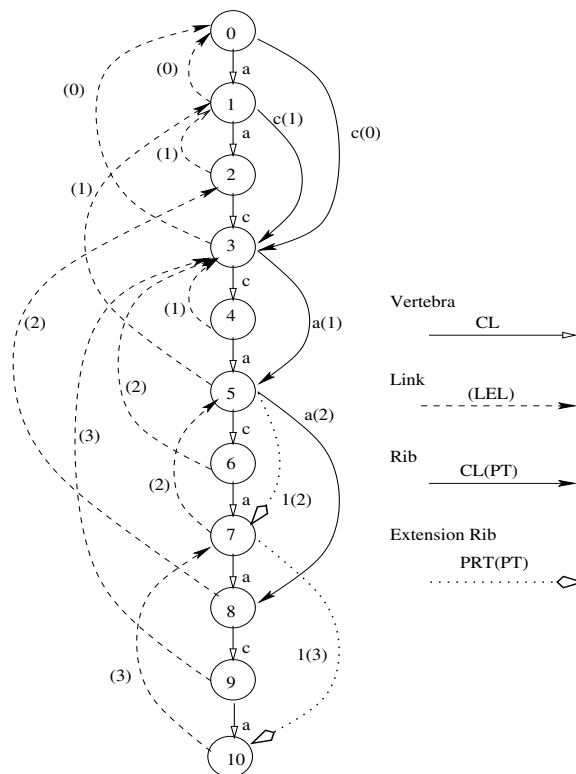 0
(0)
a
(0)
1
c(1)
c(0)
a
(1)
2
(1)
c
3
(2)
c
(1)
a(1)
Vertebra
CL
4
a
Link
(LEL)
(2)
5
a(2)
(3)
c
6
Rib
CL(PT)
(2)
1(2)
a
7
Extension Rib
PRT(PT)
a
8
1(3)
c
(3)
9
a
10